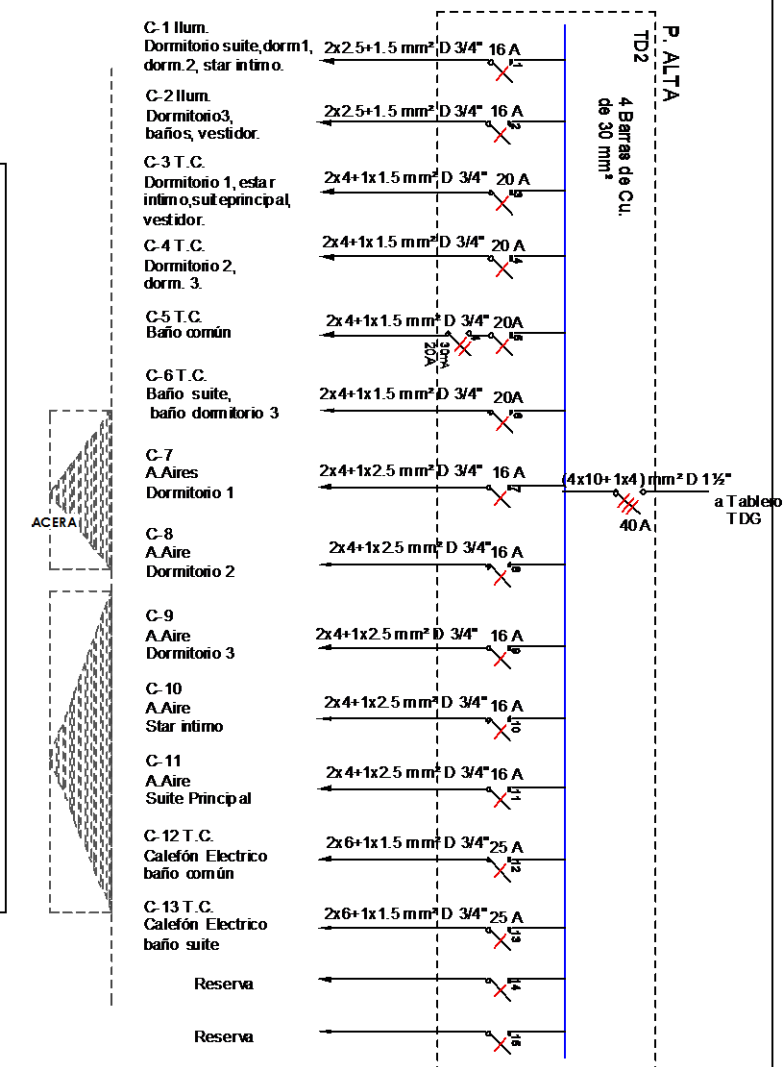 C-1 Ilum.
Dormitorio suite,dorm1,
dorm.2, star intimo.
2x2.5+1.5 mm² D 3/4" 16 A
1
C-2 Ilum.
Dormitorio3,
baños, vestidor.
2x2.5+1.5 mm² D 3/4" 16 A
2
C-3 T.C.
Dormitorio 1, estar
intimo,suiteprincipal,
vestidor.
2x4+1x1.5 mm² D 3/4" 20 A
3
C-4 T.C.
Dormitorio 2,
dorm. 3.
2x4+1x1.5 mm² D 3/4" 20 A
4
C-5 T.C.
Baño común
2x4+1x1.5 mm² D 3/4" 20A
5
30mA
20A
C-6 T.C.
Baño suite,
baño dormitorio 3
2x4+1x1.5 mm² D 3/4" 20A
6
C-7
A.Aires
Dormitorio 1
2x4+1x2.5 mm² D 3/4" 16 A
7
C-8
A.Aire
Dormitorio 2
2x4+1x2.5 mm² D 3/4" 16 A
8
C-9
A.Aire
Dormitorio 3
2x4+1x2.5 mm² D 3/4" 16 A
9
C-10
A.Aire
Star intimo
2x4+1x2.5 mm² D 3/4" 16 A
10
C-11
A.Aire
Suite Principal
2x4+1x2.5 mm² D 3/4" 16 A
11
C-12 T.C.
Calefón Electrico
baño común
2x6+1x1.5 mm² D 3/4" 25 A
12
C-13 T.C.
Calefón Electrico
baño suite
2x6+1x1.5 mm² D 3/4" 25 A
13
Reserva
14
Reserva
15
P. ALTA
TD2
4 Barras de Cu.
de 30 mm²
(4x10+1x4) mm² D 1½"
40 A
a Tablero
TDG
ACERA